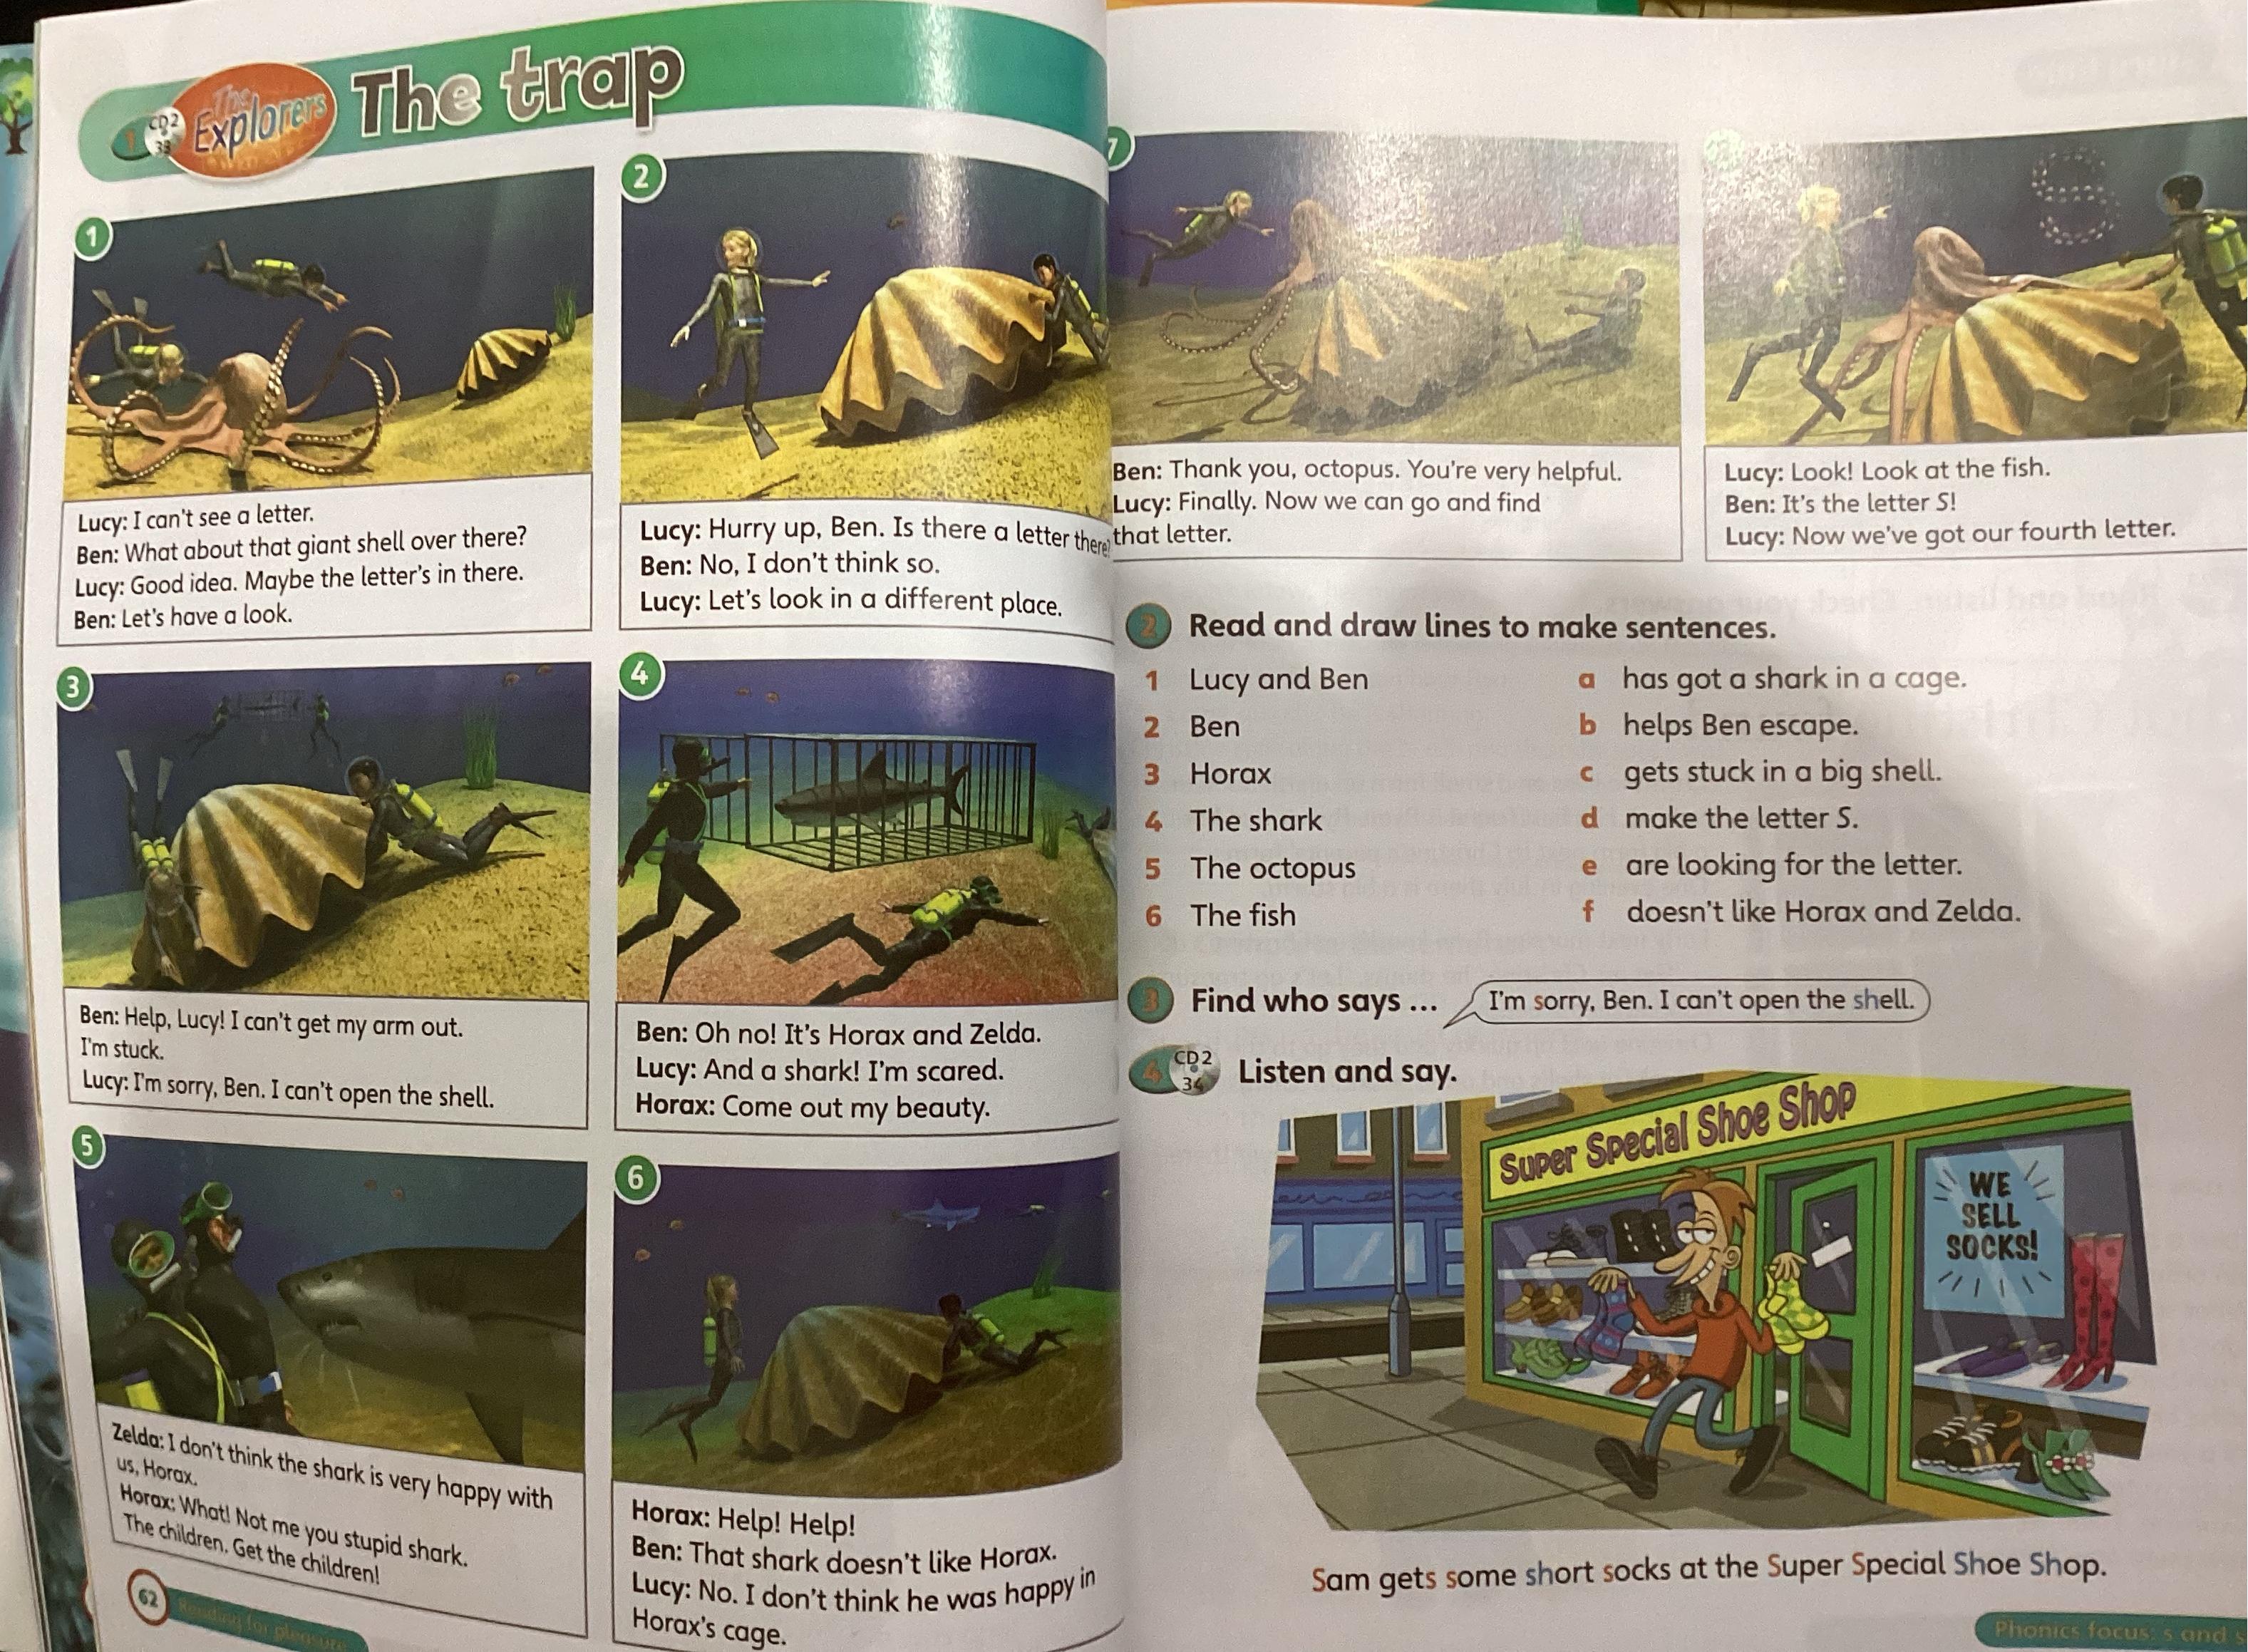 1 CD2 33 The Explorers The trap
1
Lucy: I can't see a letter.
Ben: What about that giant shell over there?
Lucy: Good idea. Maybe the letter's in there.
Ben: Let's have a look.
2
Lucy: Hurry up, Ben. Is there a letter there?
Ben: No, I don't think so.
Lucy: Let's look in a different place.
3
Ben: Help, Lucy! I can't get my arm out.
I'm stuck.
Lucy: I'm sorry, Ben. I can't open the shell.
4
Ben: Oh no! It's Horax and Zelda.
Lucy: And a shark! I'm scared.
Horax: Come out my beauty.
5
Zelda: I don't think the shark is very happy with
us, Horax.
Horax: What! Not me you stupid shark.
The children. Get the children!
6
Horax: Help! Help!
Ben: That shark doesn't like Horax.
Lucy: No. I don't think he was happy in
Horax's cage.
62 Reading for pleasure
7
Ben: Thank you, octopus. You're very helpful.
Lucy: Finally. Now we can go and find
that letter.
Lucy: Look! Look at the fish.
Ben: It's the letter S!
Lucy: Now we've got our fourth letter.
2 Read and draw lines to make sentences.
1 Lucy and Ben a has got a shark in a cage.
2 Ben b helps Ben escape.
3 Horax c gets stuck in a big shell.
4 The shark d make the letter S.
5 The octopus e are looking for the letter.
6 The fish f doesn't like Horax and Zelda.
3 Find who says ... I'm sorry, Ben. I can't open the shell.
4 CD2 34 Listen and say.
Super Special Shoe Shop
WE
SELL
SOCKS!
Sam gets some short socks at the Super Special Shoe Shop.
Phonics focus: s and